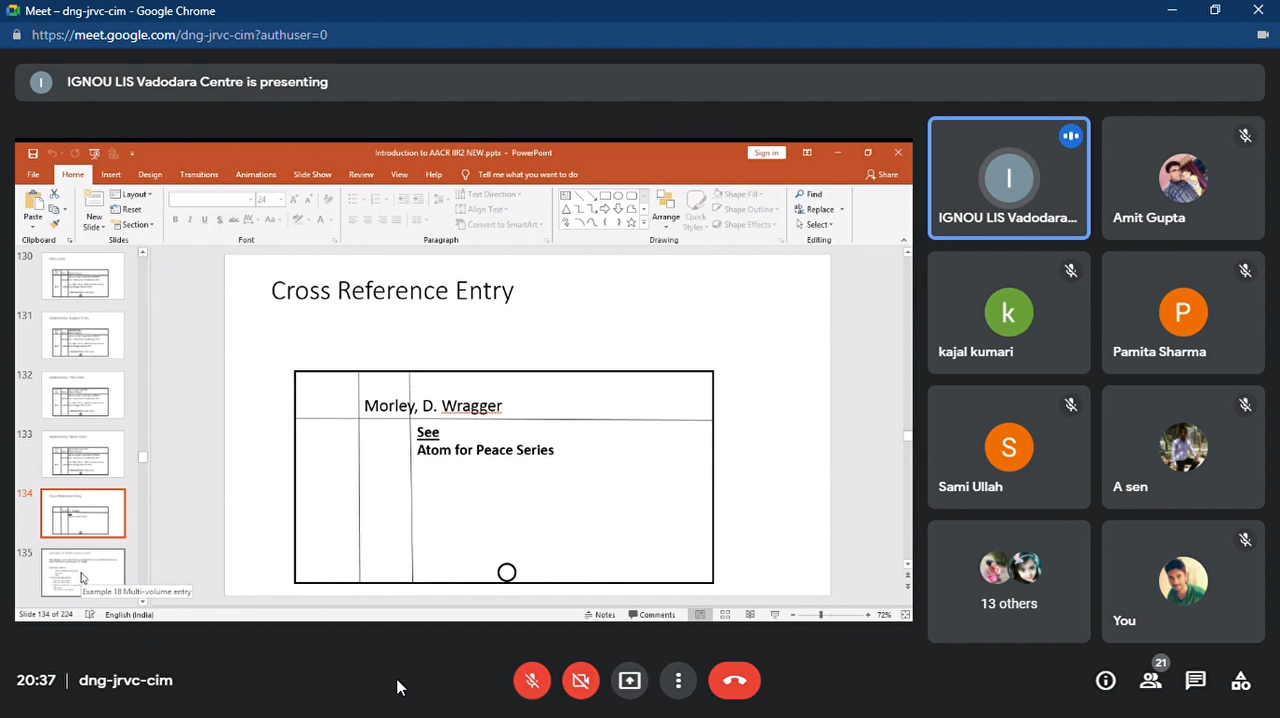 Meet – dng-jrvc-cim - Google Chrome
https://meet.google.com/dng-jrvc-cim?authuser=0
I IGNOU LIS Vadodara Centre is presenting
Introduction to AACR IIR2 NEW.pptx - PowerPoint
Sign in
File Home Insert Design Transitions Animations Slide Show Review View Help Tell me what you want to do Share
Paste
New Slide
Layout
Reset
Section
24
B I U S abc AV Aa A
Text Direction
Align Text
Convert to SmartArt
Arrange
Quick Styles
Shape Fill
Shape Outline
Shape Effects
Find
Replace
Select
Clipboard Slides Font Paragraph Drawing Editing
130
131
132
133
134
135
Example 18 Multi-volume entry
Cross Reference Entry
Morley, D. Wragger
See
Atom for Peace Series
Slide 134 of 224 English (India) Notes Comments 72%
I
IGNOU LIS Vadodara...
Amit Gupta
k
kajal kumari
P
Pamita Sharma
S
Sami Ullah
A sen
13 others
You
20:37 | dng-jrvc-cim
21